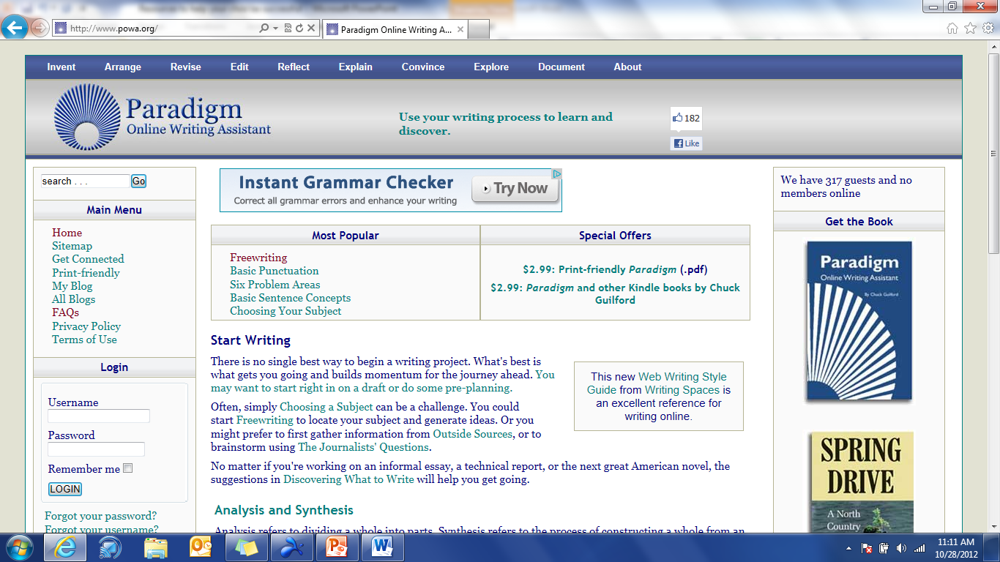 http://www.powa.org/
Paradigm Online Writing A...
Invent Arrange Revise Edit Reflect Explain Convince Explore Document About
Paradigm
Online Writing Assistant
Use your writing process to learn and
discover.
182
Like
search . . . Go
Main Menu
Home
Sitemap
Get Connected
Print-friendly
My Blog
All Blogs
FAQs
Privacy Policy
Terms of Use
Login
Username
Password
Remember me
LOGIN
Forgot your password?
Forgot your username?
Instant Grammar Checker
Correct all grammar errors and enhance your writing
Try Now
Most Popular
Freewriting
Basic Punctuation
Six Problem Areas
Basic Sentence Concepts
Choosing Your Subject
Special Offers
$2.99: Print-friendly Paradigm (.pdf)
$2.99: Paradigm and other Kindle books by Chuck
Guilford
Start Writing
There is no single best way to begin a writing project. What's best is
what gets you going and builds momentum for the journey ahead. You
may want to start right in on a draft or do some pre-planning.
Often, simply Choosing a Subject can be a challenge. You could
start Freewriting to locate your subject and generate ideas. Or you
might prefer to first gather information from Outside Sources, or to
brainstorm using The Journalists' Questions.
This new Web Writing Style
Guide from Writing Spaces is
an excellent reference for
writing online.
No matter if you're working on an informal essay, a technical report, or the next great American novel, the
suggestions in Discovering What to Write will help you get going.
Analysis and Synthesis
Analysis refers to dividing a whole into parts. Synthesis refers to the process of constructing a whole from an
We have 317 guests and no
members online
Get the Book
Paradigm
Online Writing Assistant
By Chuck Guilford
SPRING
DRIVE
A North
Country
11:11 AM
10/28/2012